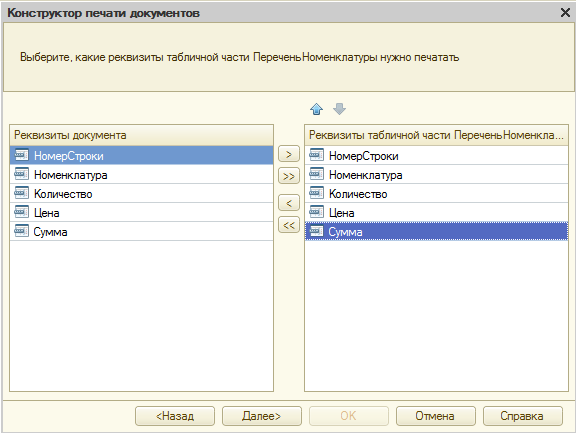 Конструктор печати документов
Выберите, какие реквизиты табличной части ПереченьНоменклатуры нужно печатать
Реквизиты документа
НомерСтроки
Номенклатура
Количество
Цена
Сумма
>
>>
<
<<
Реквизиты табличной части ПереченьНоменкла...
НомерСтроки
Номенклатура
Количество
Цена
Сумма
<Назад
Далее>
ОК
Отмена
Справка